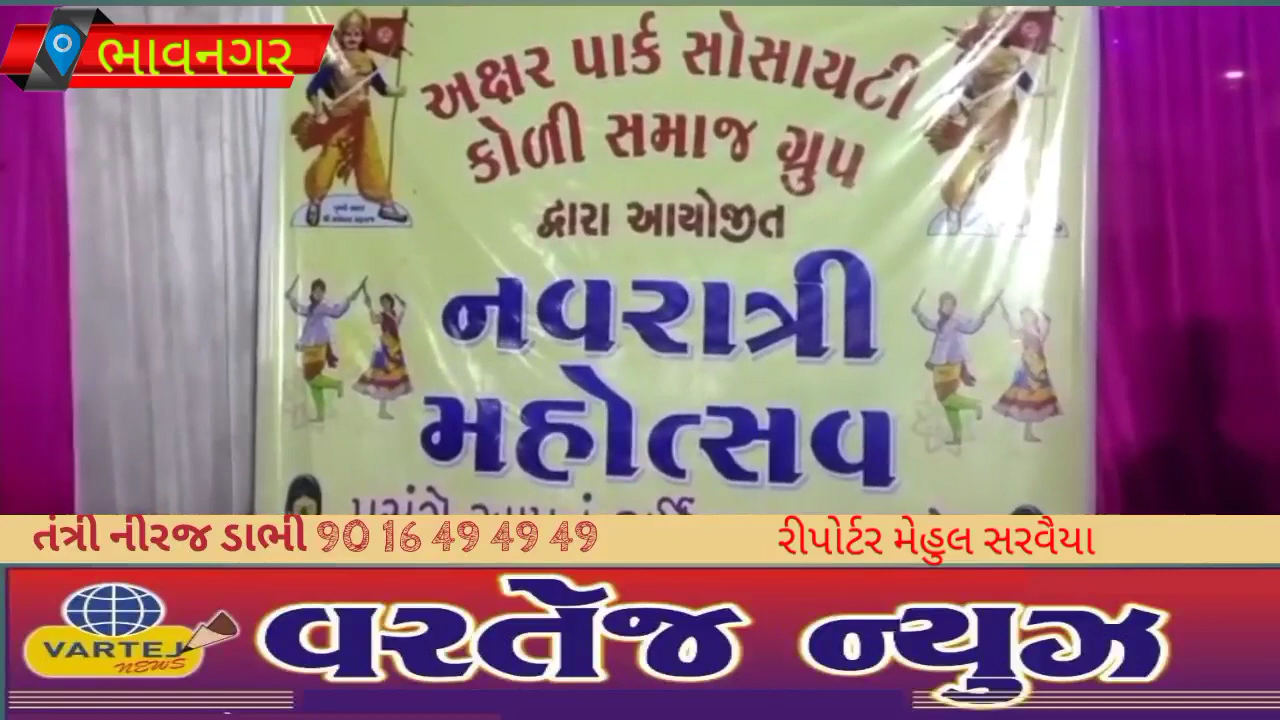 ભાવનગર
અક્ષર પાર્ક સોસાયટી
કોળી સમાજ ગ્રુપ
દ્વારા આયોજીત
નવરાત્રી
મહોત્સવ
તંત્રી નીરજ ડાભી 90 16 49 49 49
રીપોર્ટર મેહુલ સરવૈયા
VARTEJ
NEWS
વરતેજ ન્યુઝ